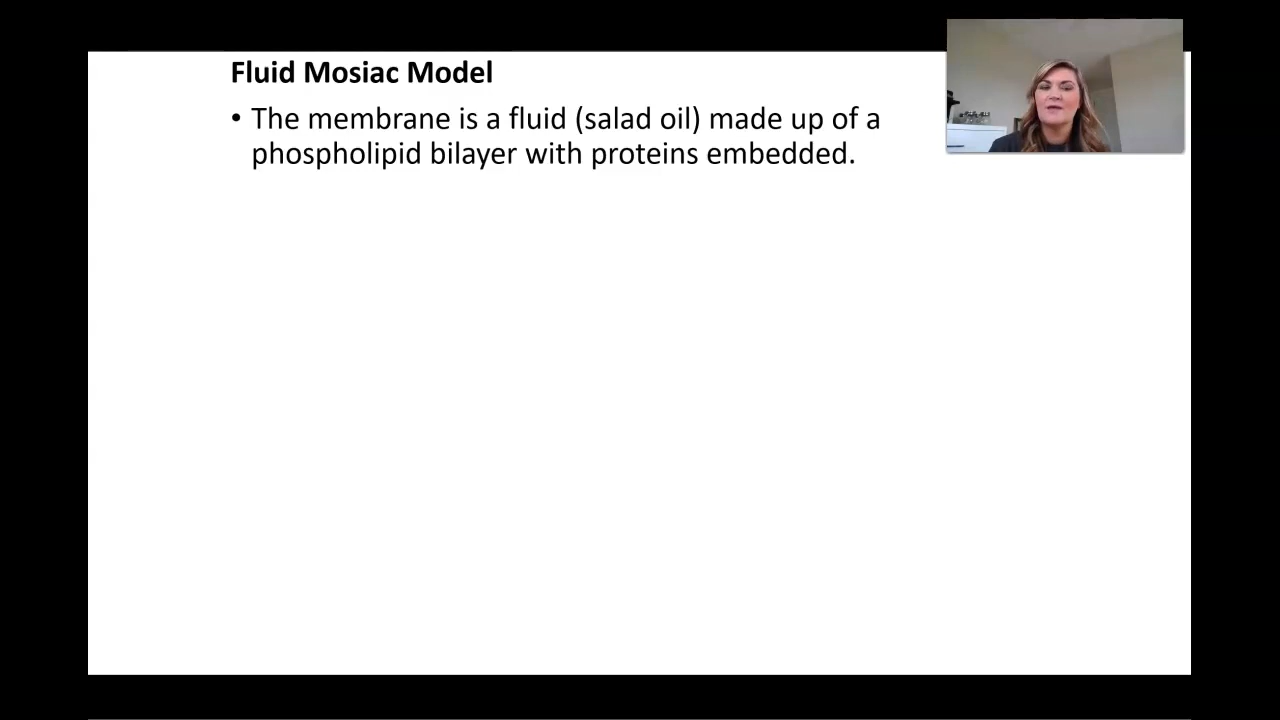 Fluid Mosiac Model
• The membrane is a fluid (salad oil) made up of a
phospholipid bilayer with proteins embedded.